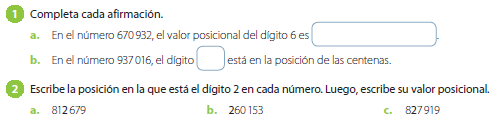 1 Completa cada afirmación.
a. En el número 670 932, el valor posicional del dígito 6 es .
b. En el número 937 016, el dígito está en la posición de las centenas.
2 Escribe la posición en la que está el dígito 2 en cada número. Luego, escribe su valor posicional.
a. 812 679 b. 260 153 c. 827 919